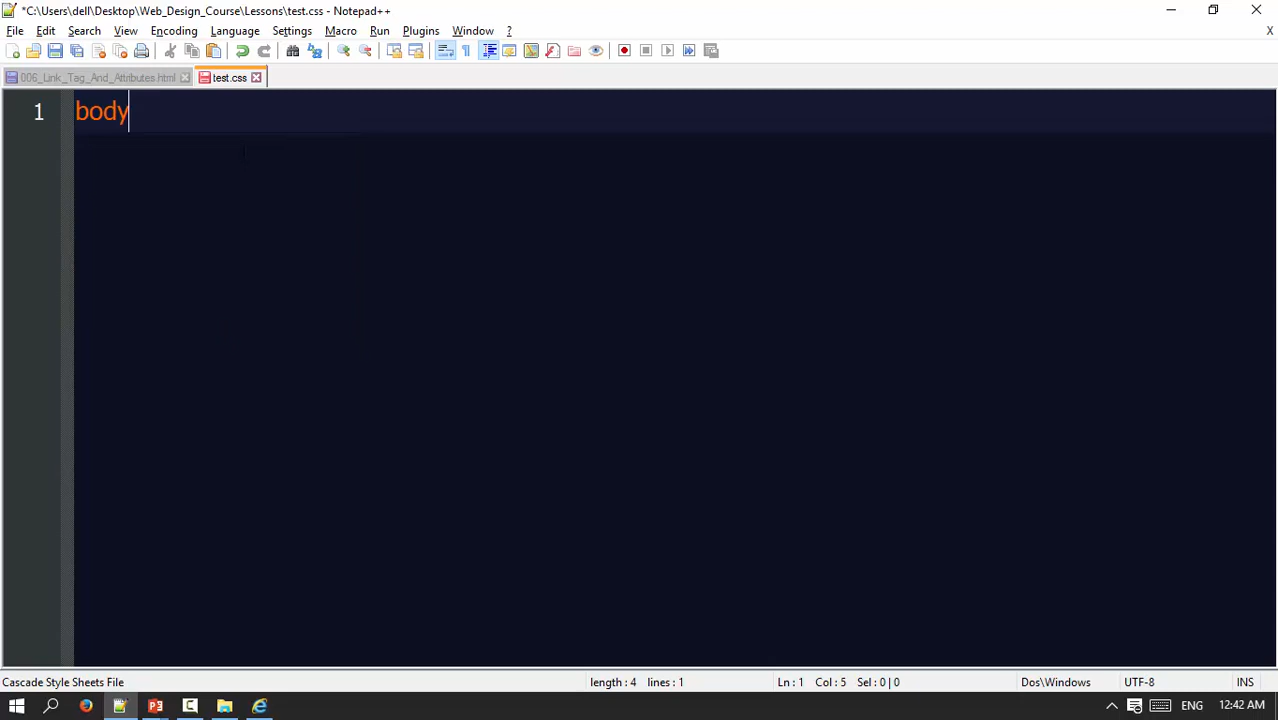 *C:\Users\dell\Desktop\Web_Design_Course\Lessons\test.css - Notepad++
File Edit Search View Encoding Language Settings Macro Run Plugins Window ? X
006_Link_Tag_And_Attributes.html test.css
1 body
Cascade Style Sheets File length : 4 lines : 1 Ln : 1 Col : 5 Sel : 0 | 0 Dos\Windows UTF-8 INS
ENG 12:42 AM